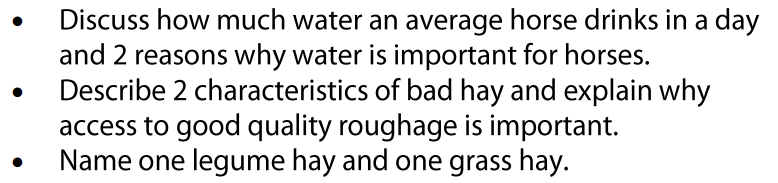 • Discuss how much water an average horse drinks in a day
and 2 reasons why water is important for horses.
• Describe 2 characteristics of bad hay and explain why
access to good quality roughage is important.
• Name one legume hay and one grass hay.